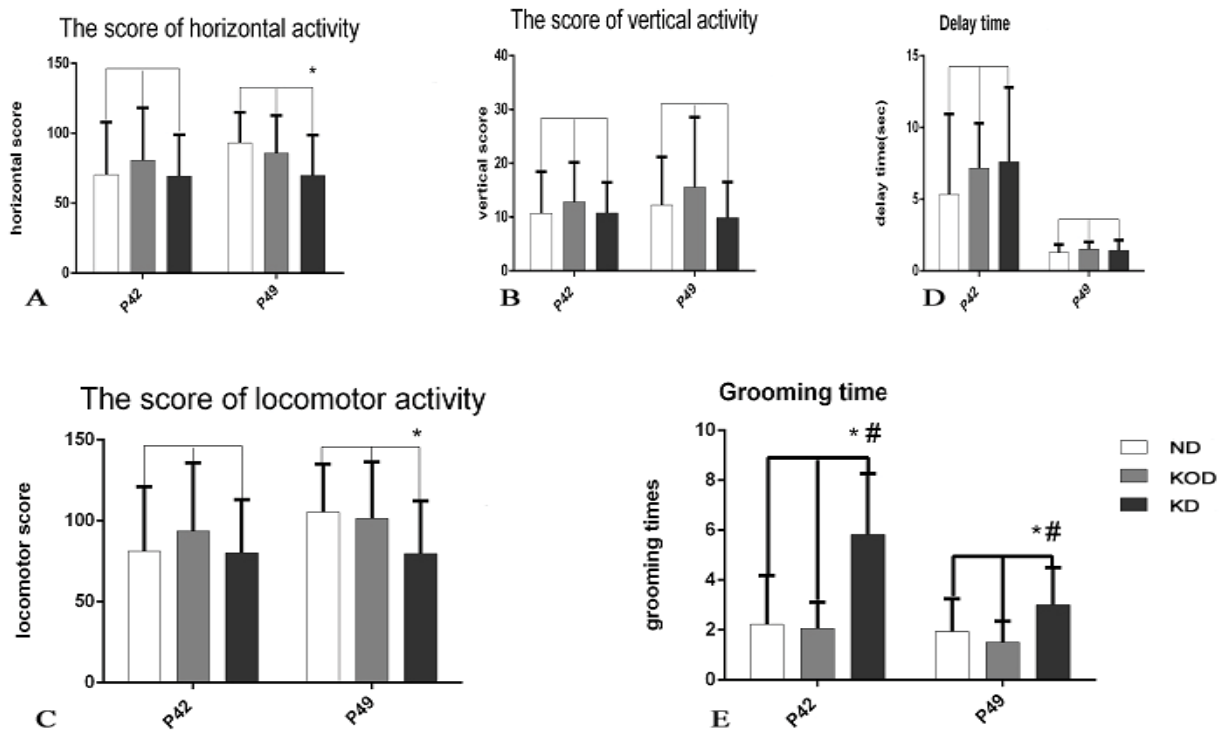 The score of horizontal activity
150
100
50
0
horizontal score
*
P42
P49
A
The score of vertical activity
40
30
20
10
0
vertical score
P42
P49
B
Delay time
15
10
5
0
delay time(sec)
P42
P49
D
The score of locomotor activity
150
100
50
0
locomotor score
*
P42
P49
C
Grooming time
10
8
6
4
2
0
grooming times
* #
*#
P42
P49
E
ND
KOD
KD